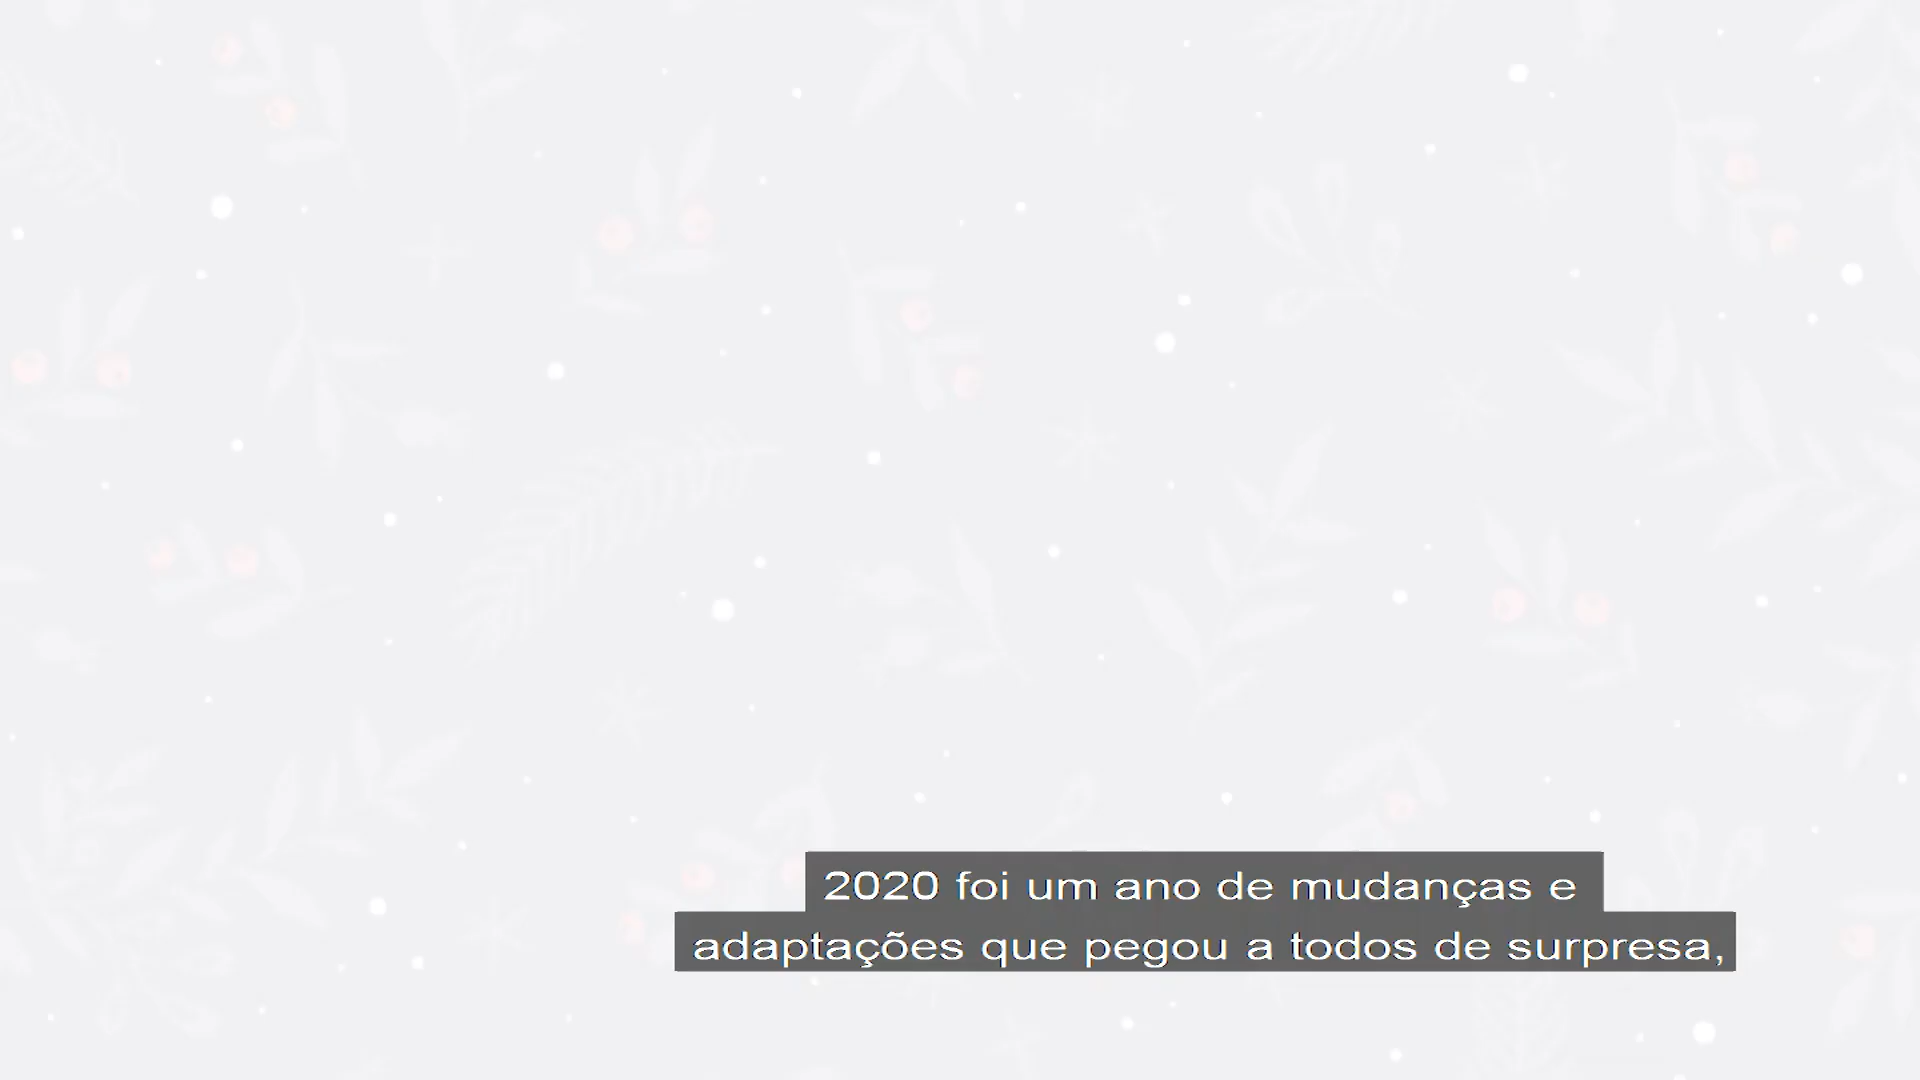 2020 foi um ano de mudanças e
adaptações que pegou a todos de surpresa,